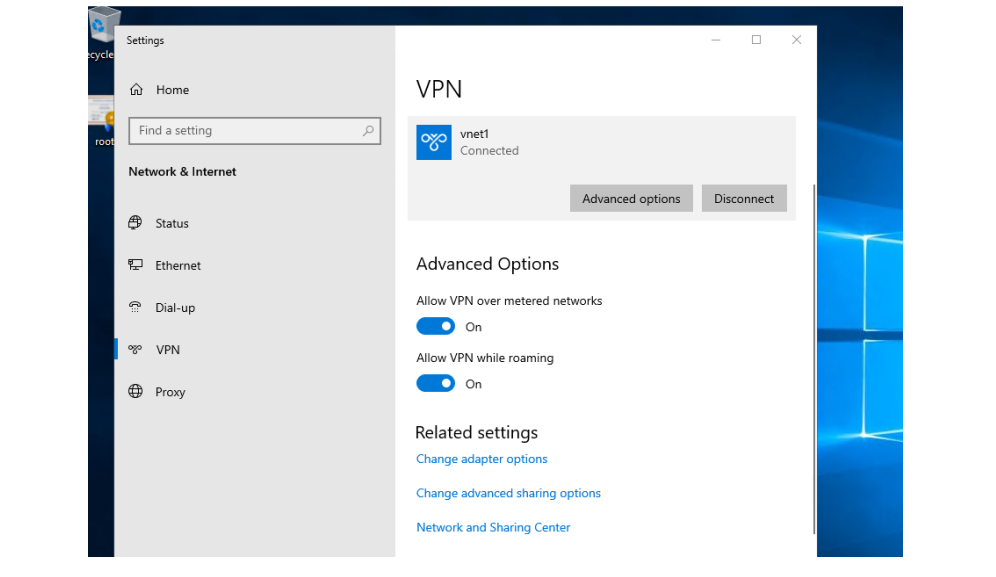 ecycle
root
Settings
Home
Find a setting
Network & Internet
Status
Ethernet
Dial-up
VPN
Proxy
VPN
vnet1
Connected
Advanced options
Disconnect
Advanced Options
Allow VPN over metered networks
On
Allow VPN while roaming
On
Related settings
Change adapter options
Change advanced sharing options
Network and Sharing Center